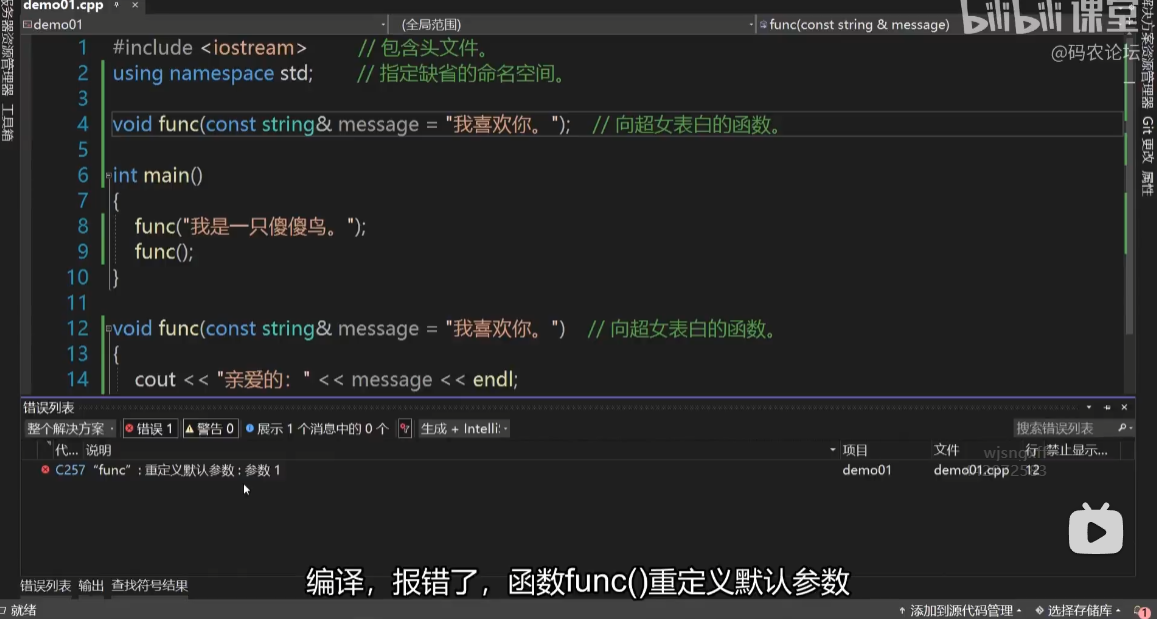 demo01.cpp
demo01
(全局范围)
func(const string & message)
bilibili 课堂
@码农论坛
服务器资源管理器 工具箱
解决方案资源管理器 Git 更改 属性
1 #include <iostream> // 包含头文件。
2 using namespace std; // 指定缺省的命名空间。
3
4 void func(const string& message = "我喜欢你。"); // 向超女表白的函数。
5
6 int main()
7 {
8 func("我是一只傻傻鸟。");
9 func();
10 }
11
12 void func(const string& message = "我喜欢你。") // 向超女表白的函数。
13 {
14 cout << "亲爱的：" << message << endl;
错误列表
整个解决方案 错误 1 警告 0 展示 1 个消息中的 0 个 生成 + Intelli 搜索错误列表
代... 说明 项目 文件 行 禁止显示...
C257 “func”: 重定义默认参数 : 参数 1 demo01 demo01.cpp 12
错误列表 输出 查找符号结果
编译，报错了，函数func()重定义默认参数
就绪 添加到源代码管理 选择存储库 1